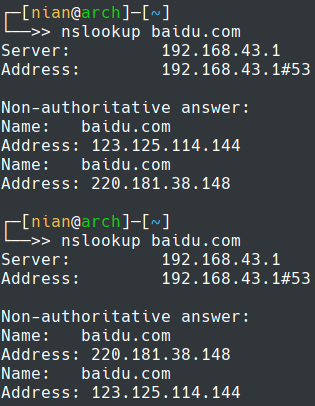 ┌─[nian@arch]─[~]
└──>> nslookup baidu.com
Server:         192.168.43.1
Address:        192.168.43.1#53

Non-authoritative answer:
Name:   baidu.com
Address: 123.125.114.144
Name:   baidu.com
Address: 220.181.38.148

┌─[nian@arch]─[~]
└──>> nslookup baidu.com
Server:         192.168.43.1
Address:        192.168.43.1#53

Non-authoritative answer:
Name:   baidu.com
Address: 220.181.38.148
Name:   baidu.com
Address: 123.125.114.144